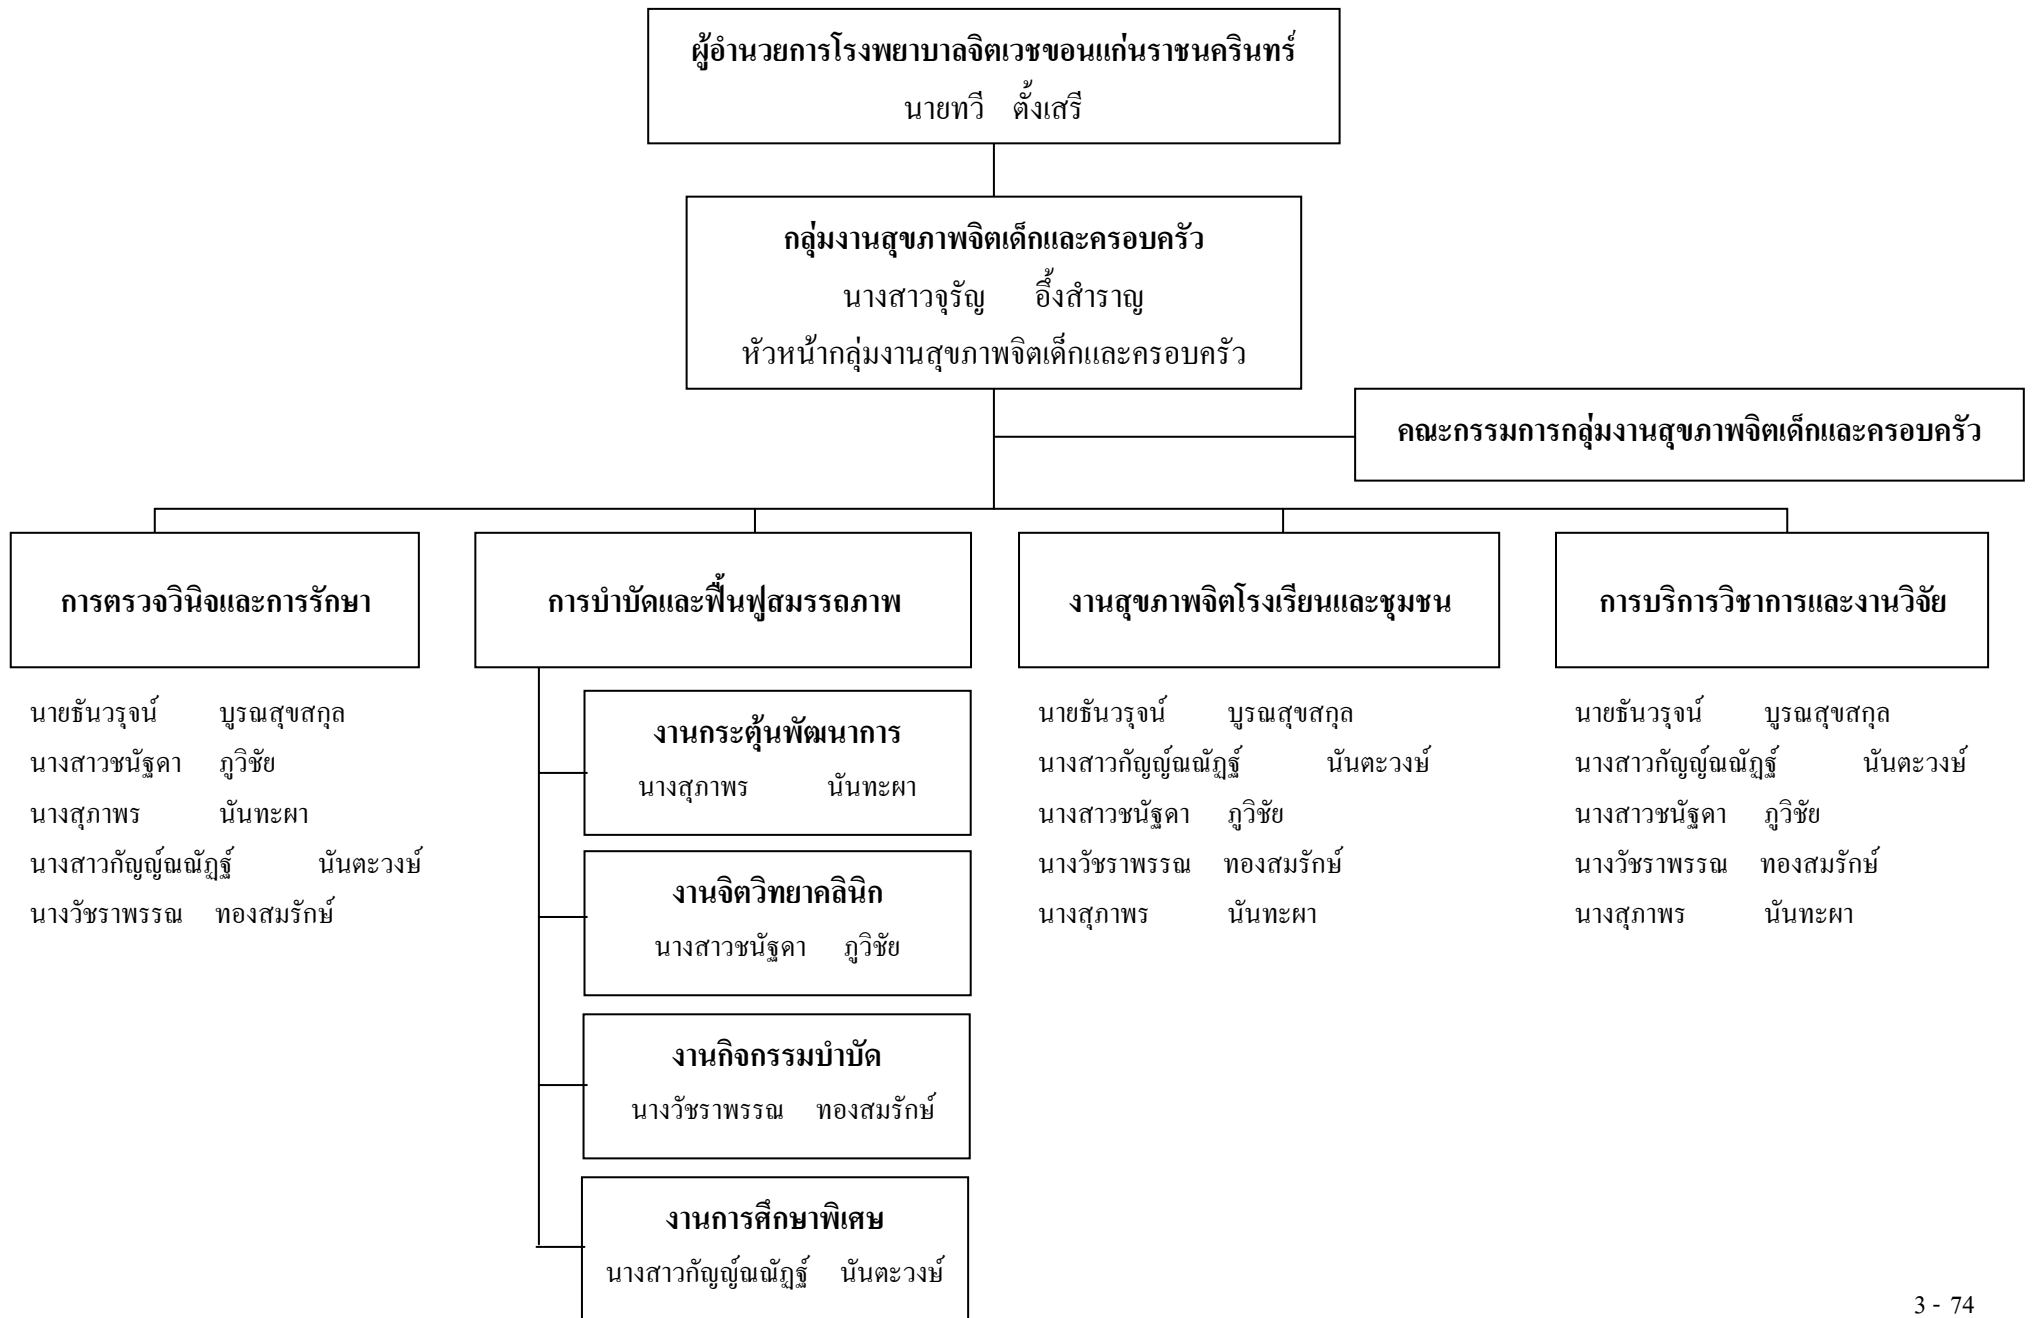 ผู้อำนวยการโรงพยาบาลจิตเวชขอนแก่นราชนครินทร์
นายทวี ตั้งเสรี
กลุ่มงานสุขภาพจิตเด็กและครอบครัว
นางสาวจุรัญ อึ้งสำราญ
หัวหน้ากลุ่มงานสุขภาพจิตเด็กและครอบครัว
คณะกรรมการกลุ่มงานสุขภาพจิตเด็กและครอบครัว
การตรวจวินิจและการรักษา
นายธันวรุจน์ บูรณสุขสกุล
นางสาวชนัฐดา ภูวิชัย
นางสุภาพร นันทะผา
นางสาวกัญญ์ณณัฏฐ์ นันตะวงษ์
นางวัชราพรรณ ทองสมรักษ์
การบำบัดและฟื้นฟูสมรรถภาพ
งานกระตุ้นพัฒนาการ
นางสุภาพร นันทะผา
งานจิตวิทยาคลินิก
นางสาวชนัฐดา ภูวิชัย
งานกิจกรรมบำบัด
นางวัชราพรรณ ทองสมรักษ์
งานการศึกษาพิเศษ
นางสาวกัญญ์ณณัฏฐ์ นันตะวงษ์
งานสุขภาพจิตโรงเรียนและชุมชน
นายธันวรุจน์ บูรณสุขสกุล
นางสาวกัญญ์ณณัฏฐ์ นันตะวงษ์
นางสาวชนัฐดา ภูวิชัย
นางวัชราพรรณ ทองสมรักษ์
นางสุภาพร นันทะผา
การบริการวิชาการและงานวิจัย
นายธันวรุจน์ บูรณสุขสกุล
นางสาวกัญญ์ณณัฏฐ์ นันตะวงษ์
นางสาวชนัฐดา ภูวิชัย
นางวัชราพรรณ ทองสมรักษ์
นางสุภาพร นันทะผา
3 - 74